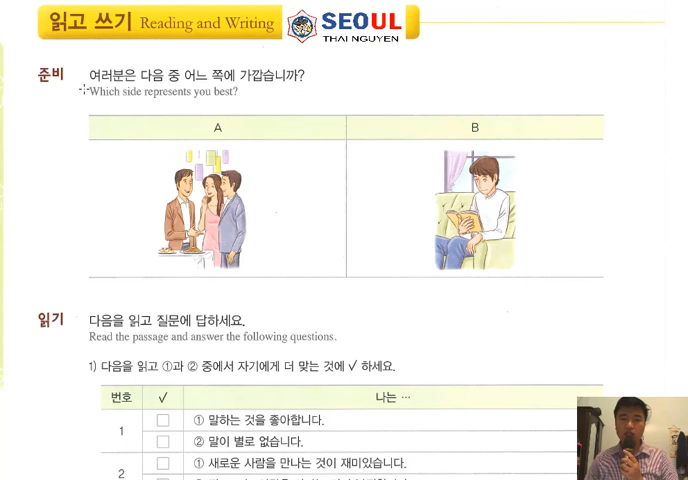 읽고 쓰기 Reading and Writing
SEOUL
THAI NGUYEN
준비 여러분은 다음 중 어느 쪽에 가깝습니까?
Which side represents you best?
A B
읽기 다음을 읽고 질문에 답하세요.
Read the passage and answer the following questions.
1) 다음을 읽고 ①과 ② 중에서 자기에게 더 맞는 것에 ✓ 하세요.
번호 ✓ 나는 …
1
① 말하는 것을 좋아합니다.
② 말이 별로 없습니다.
2
① 새로운 사람을 만나는 것이 재미있습니다.